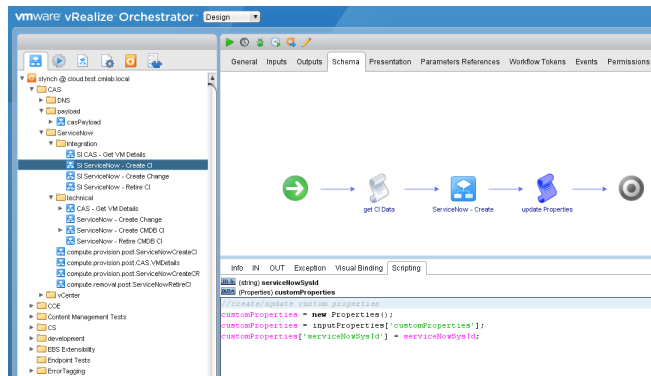 vmware vRealize Orchestrator Design
General Inputs Outputs Schema Presentation Parameters References Workflow Tokens Events Permissions
slynch @ cloud.test.cmlab.local
CAS
DNS
payload
casPayload
ServiceNow
Integration
SI CAS - Get VM Details
SI ServiceNow - Create CI
SI ServiceNow - Create Change
SI ServiceNow - Retire CI
technical
CAS - Get VM Details
ServiceNow - Create Change
ServiceNow - Create CMDB CI
ServiceNow - Retire CMDB CI
compute.provision.post.ServiceNowCreateCI
compute.provision.post.CAS.VMDetails
compute.provision.post.ServiceNowCreateCR
compute.removal.post.ServiceNowRetireCI
vCenter
COE
Content Management Tests
CS
development
EBS Extensibility
Endpoint Tests
ErrorTagging
get CI Data
ServiceNow - Create
update Properties
Info IN OUT Exception Visual Binding Scripting
(string) serviceNowSysId
(Properties) customProperties
//create/update custom properties
customProperties = new Properties();
customProperties = inputProperties['customProperties'];
customProperties['serviceNowSysId'] = serviceNowSysId;